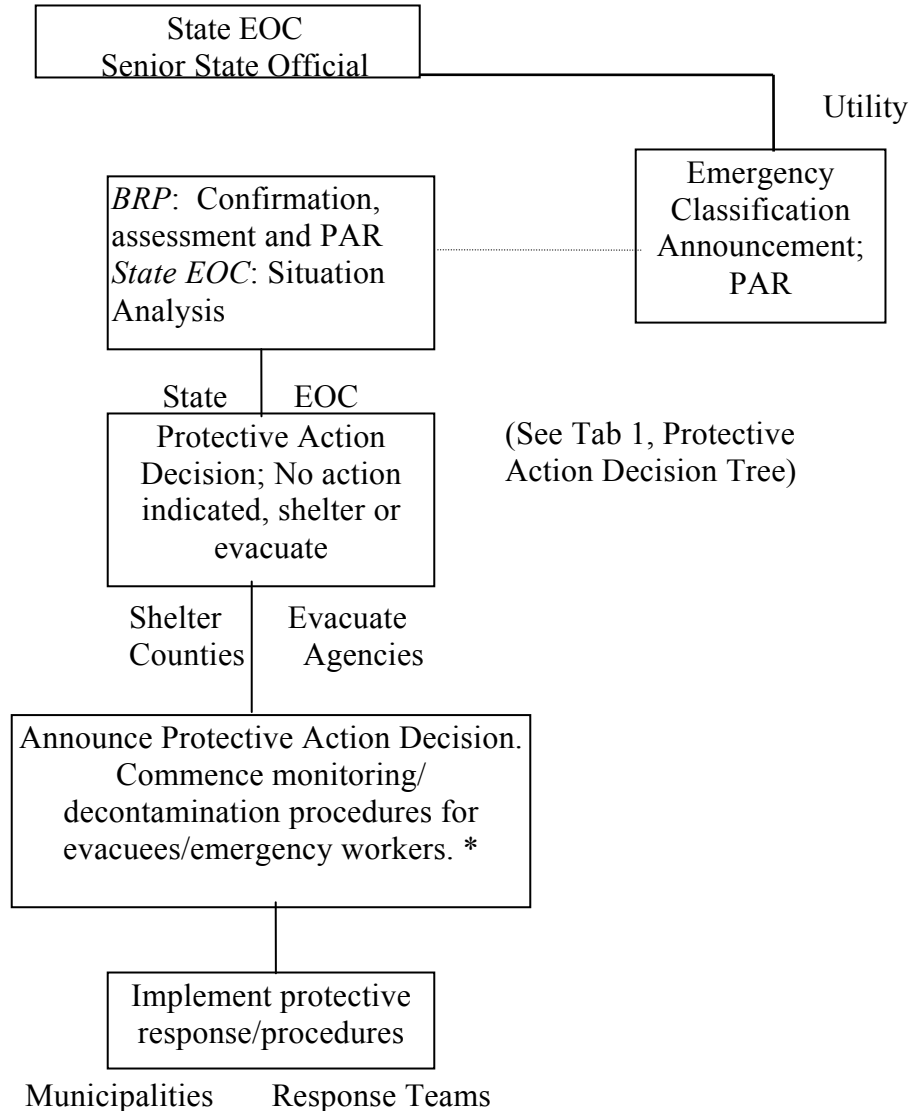 State EOC
Senior State Official
Utility
Emergency
Classification
Announcement;
PAR
BRP: Confirmation,
assessment and PAR
State EOC: Situation
Analysis
State EOC
Protective Action
Decision; No action
indicated, shelter or
evacuate
(See Tab 1, Protective
Action Decision Tree)
Shelter Evacuate
Counties Agencies
Announce Protective Action Decision.
Commence monitoring/
decontamination procedures for
evacuees/emergency workers. *
Implement protective
response/procedures
Municipalities Response Teams